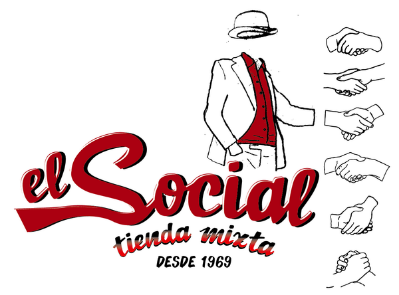 el Social
tienda mixta
DESDE 1969